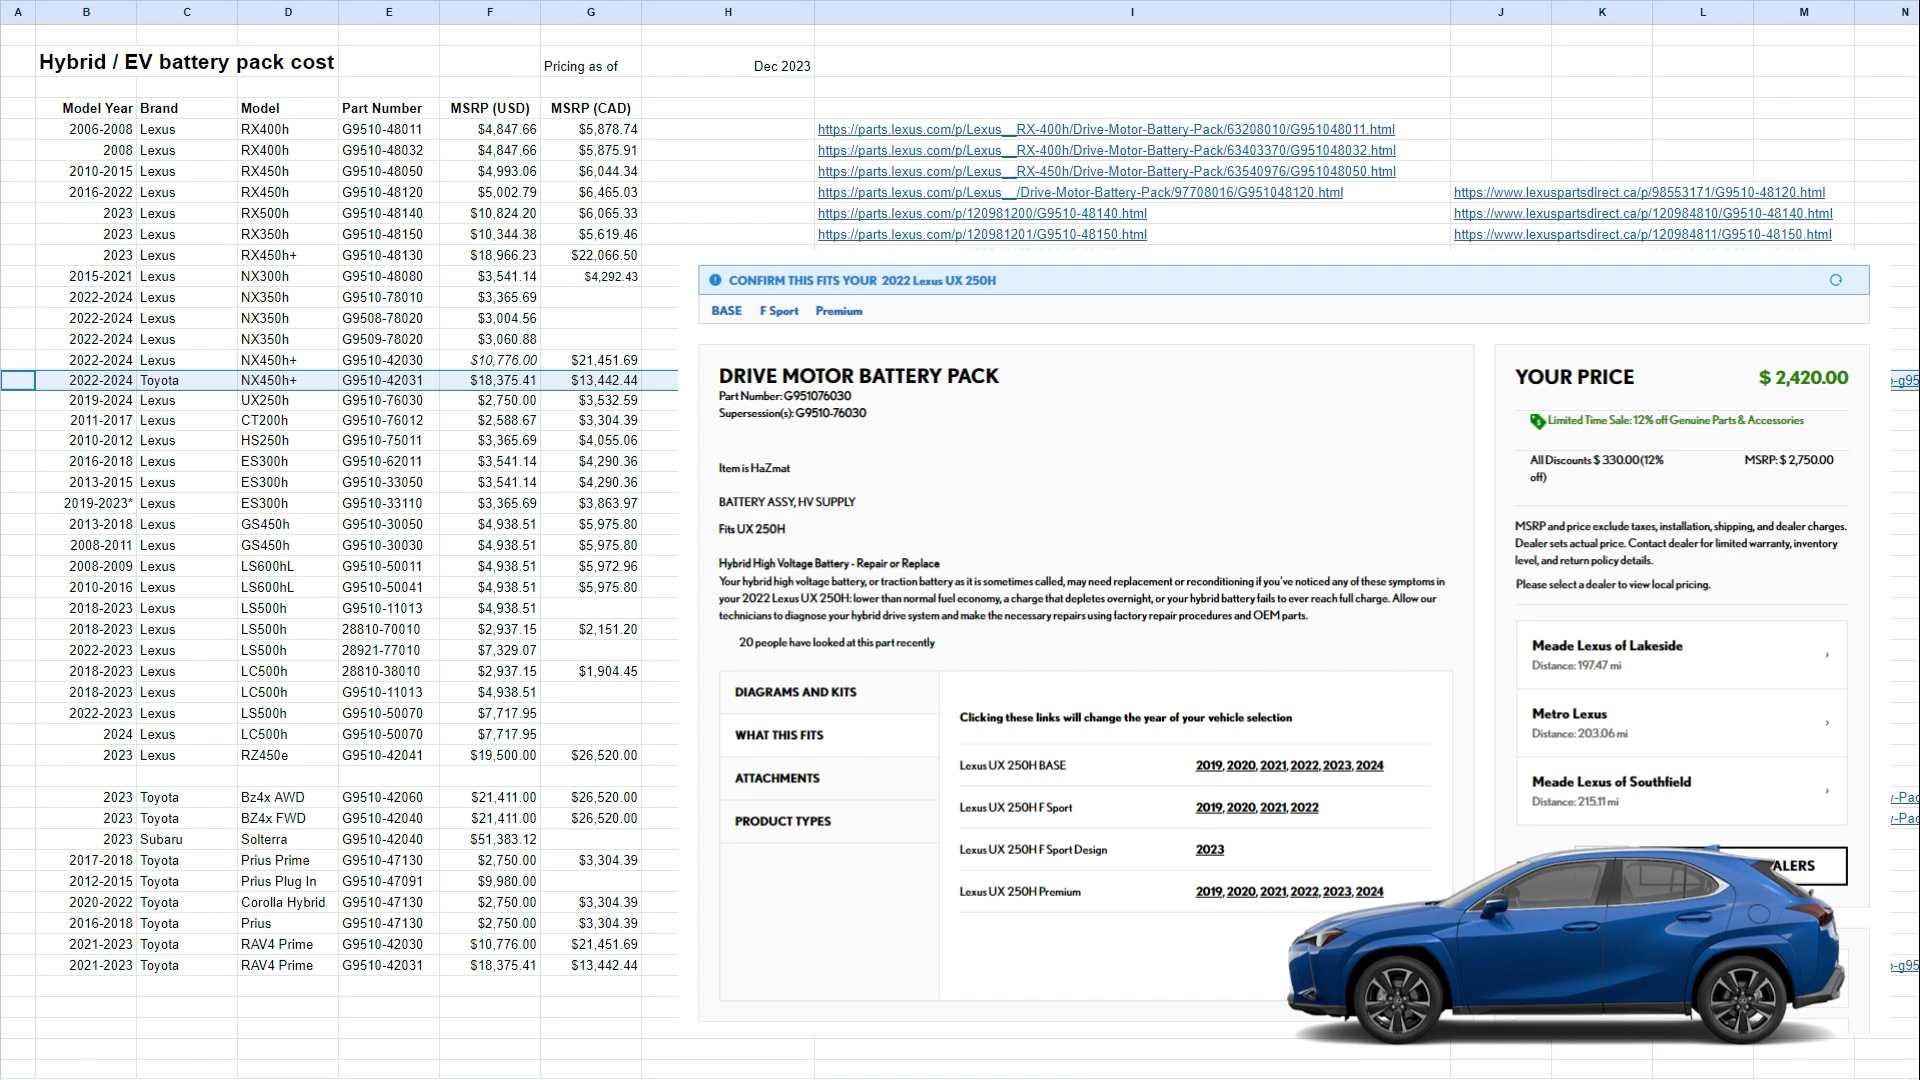 A B C D E F G H I J K L M N
Hybrid / EV battery pack cost Pricing as of Dec 2023
Model Year Brand Model Part Number MSRP (USD) MSRP (CAD)
2006-2008 Lexus RX400h G9510-48011 $4,847.66 $5,878.74 https://parts.lexus.com/p/Lexus__RX-400h/Drive-Motor-Battery-Pack/63208010/G951048011.html
2008 Lexus RX400h G9510-48032 $4,847.66 $5,875.91 https://parts.lexus.com/p/Lexus__RX-400h/Drive-Motor-Battery-Pack/63403370/G951048032.html
2010-2015 Lexus RX450h G9510-48050 $4,993.06 $6,044.34 https://parts.lexus.com/p/Lexus__RX-450h/Drive-Motor-Battery-Pack/63540976/G951048050.html
2016-2022 Lexus RX450h G9510-48120 $5,002.79 $6,465.03 https://parts.lexus.com/p/Lexus__/Drive-Motor-Battery-Pack/97708016/G951048120.html https://www.lexuspartsdirect.ca/p/98553171/G9510-48120.html
2023 Lexus RX500h G9510-48140 $10,824.20 $6,065.33 https://parts.lexus.com/p/120981200/G9510-48140.html https://www.lexuspartsdirect.ca/p/120984810/G9510-48140.html
2023 Lexus RX350h G9510-48150 $10,344.38 $5,619.46 https://parts.lexus.com/p/120981201/G9510-48150.html https://www.lexuspartsdirect.ca/p/120984811/G9510-48150.html
2023 Lexus RX450h+ G9510-48130 $18,966.23 $22,066.50
2015-2021 Lexus NX300h G9510-48080 $3,541.14 $4,292.43
2022-2024 Lexus NX350h G9510-78010 $3,365.69
2022-2024 Lexus NX350h G9508-78020 $3,004.56
2022-2024 Lexus NX350h G9509-78020 $3,060.88
2022-2024 Lexus NX450h+ G9510-42030 $10,776.00 $21,451.69
2022-2024 Toyota NX450h+ G9510-42031 $18,375.41 $13,442.44
2019-2024 Lexus UX250h G9510-76030 $2,750.00 $3,532.59
2011-2017 Lexus CT200h G9510-76012 $2,588.67 $3,304.39
2010-2012 Lexus HS250h G9510-75011 $3,365.69 $4,055.06
2016-2018 Lexus ES300h G9510-62011 $3,541.14 $4,290.36
2013-2015 Lexus ES300h G9510-33050 $3,541.14 $4,290.36
2019-2023* Lexus ES300h G9510-33110 $3,365.69 $3,863.97
2013-2018 Lexus GS450h G9510-30050 $4,938.51 $5,975.80
2008-2011 Lexus GS450h G9510-30030 $4,938.51 $5,975.80
2008-2009 Lexus LS600hL G9510-50011 $4,938.51 $5,972.96
2010-2016 Lexus LS600hL G9510-50041 $4,938.51 $5,975.80
2018-2023 Lexus LS500h G9510-11013 $4,938.51
2018-2023 Lexus LS500h 28810-70010 $2,937.15 $2,151.20
2022-2023 Lexus LS500h 28921-77010 $7,329.07
2018-2023 Lexus LC500h 28810-38010 $2,937.15 $1,904.45
2018-2023 Lexus LC500h G9510-11013 $4,938.51
2022-2023 Lexus LS500h G9510-50070 $7,717.95
2024 Lexus LC500h G9510-50070 $7,717.95
2023 Lexus RZ450e G9510-42041 $19,500.00 $26,520.00
2023 Toyota Bz4x AWD G9510-42060 $21,411.00 $26,520.00
2023 Toyota BZ4x FWD G9510-42040 $21,411.00 $26,520.00
2023 Subaru Solterra G9510-42040 $51,383.12
2017-2018 Toyota Prius Prime G9510-47130 $2,750.00 $3,304.39
2012-2015 Toyota Prius Plug In G9510-47091 $9,980.00
2020-2022 Toyota Corolla Hybrid G9510-47130 $2,750.00 $3,304.39
2016-2018 Toyota Prius G9510-47130 $2,750.00 $3,304.39
2021-2023 Toyota RAV4 Prime G9510-42030 $10,776.00 $21,451.69
2021-2023 Toyota RAV4 Prime G9510-42031 $18,375.41 $13,442.44
CONFIRM THIS FITS YOUR 2022 Lexus UX 250H
BASE F Sport Premium
DRIVE MOTOR BATTERY PACK
Part Number: G951076030
Supersession(s): G9510-76030
Item is HaZmat
BATTERY ASSY, HV SUPPLY
Fits UX 250H
Hybrid High Voltage Battery - Repair or Replace
Your hybrid high voltage battery, or traction battery as it is sometimes called, may need replacement or reconditioning if you've noticed any of these symptoms in
your 2022 Lexus UX 250H: lower than normal fuel economy, a charge that depletes overnight, or your hybrid battery fails to ever reach full charge. Allow our
technicians to diagnose your hybrid drive system and make the necessary repairs using factory repair procedures and OEM parts.
20 people have looked at this part recently
DIAGRAMS AND KITS
WHAT THIS FITS
ATTACHMENTS
PRODUCT TYPES
Clicking these links will change the year of your vehicle selection
Lexus UX 250H BASE 2019, 2020, 2021, 2022, 2023, 2024
Lexus UX 250H F Sport 2019, 2020, 2021, 2022
Lexus UX 250H F Sport Design 2023
Lexus UX 250H Premium 2019, 2020, 2021, 2022, 2023, 2024
YOUR PRICE $ 2,420.00
Limited Time Sale: 12% off Genuine Parts & Accessories
All Discounts $ 330.00 (12% MSRP: $ 2,750.00
off)
MSRP and price exclude taxes, installation, shipping, and dealer charges.
Dealer sets actual price. Contact dealer for limited warranty, inventory
level, and return policy details.
Please select a dealer to view local pricing.
Meade Lexus of Lakeside
Distance: 197.47 mi
Metro Lexus
Distance: 203.06 mi
Meade Lexus of Southfield
Distance: 215.11 mi
ALERS
-g95
-Pac
-Pac
-g95